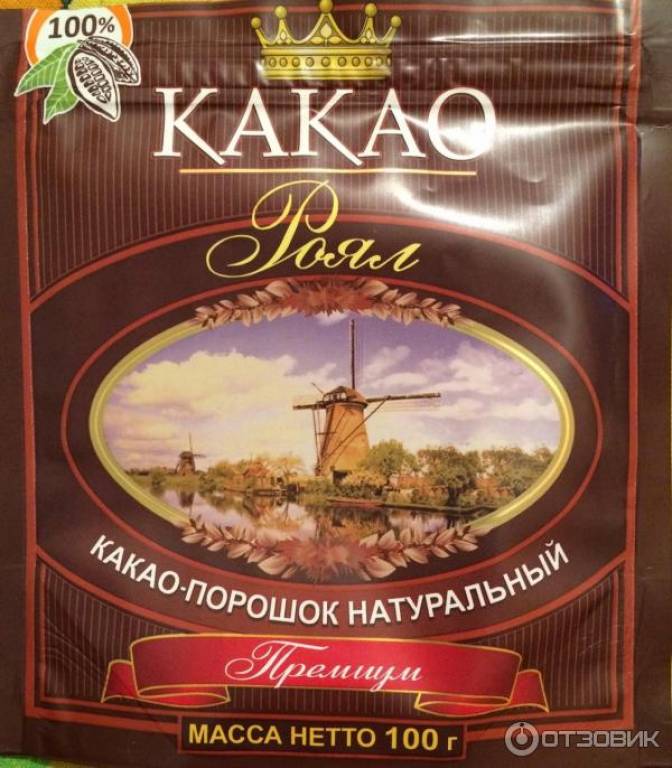 100%
КАКАО
Роял
КАКАО-ПОРОШОК НАТУРАЛЬНЫЙ
Премиум
МАССА НЕТТО 100 г
ОТЗОВИК